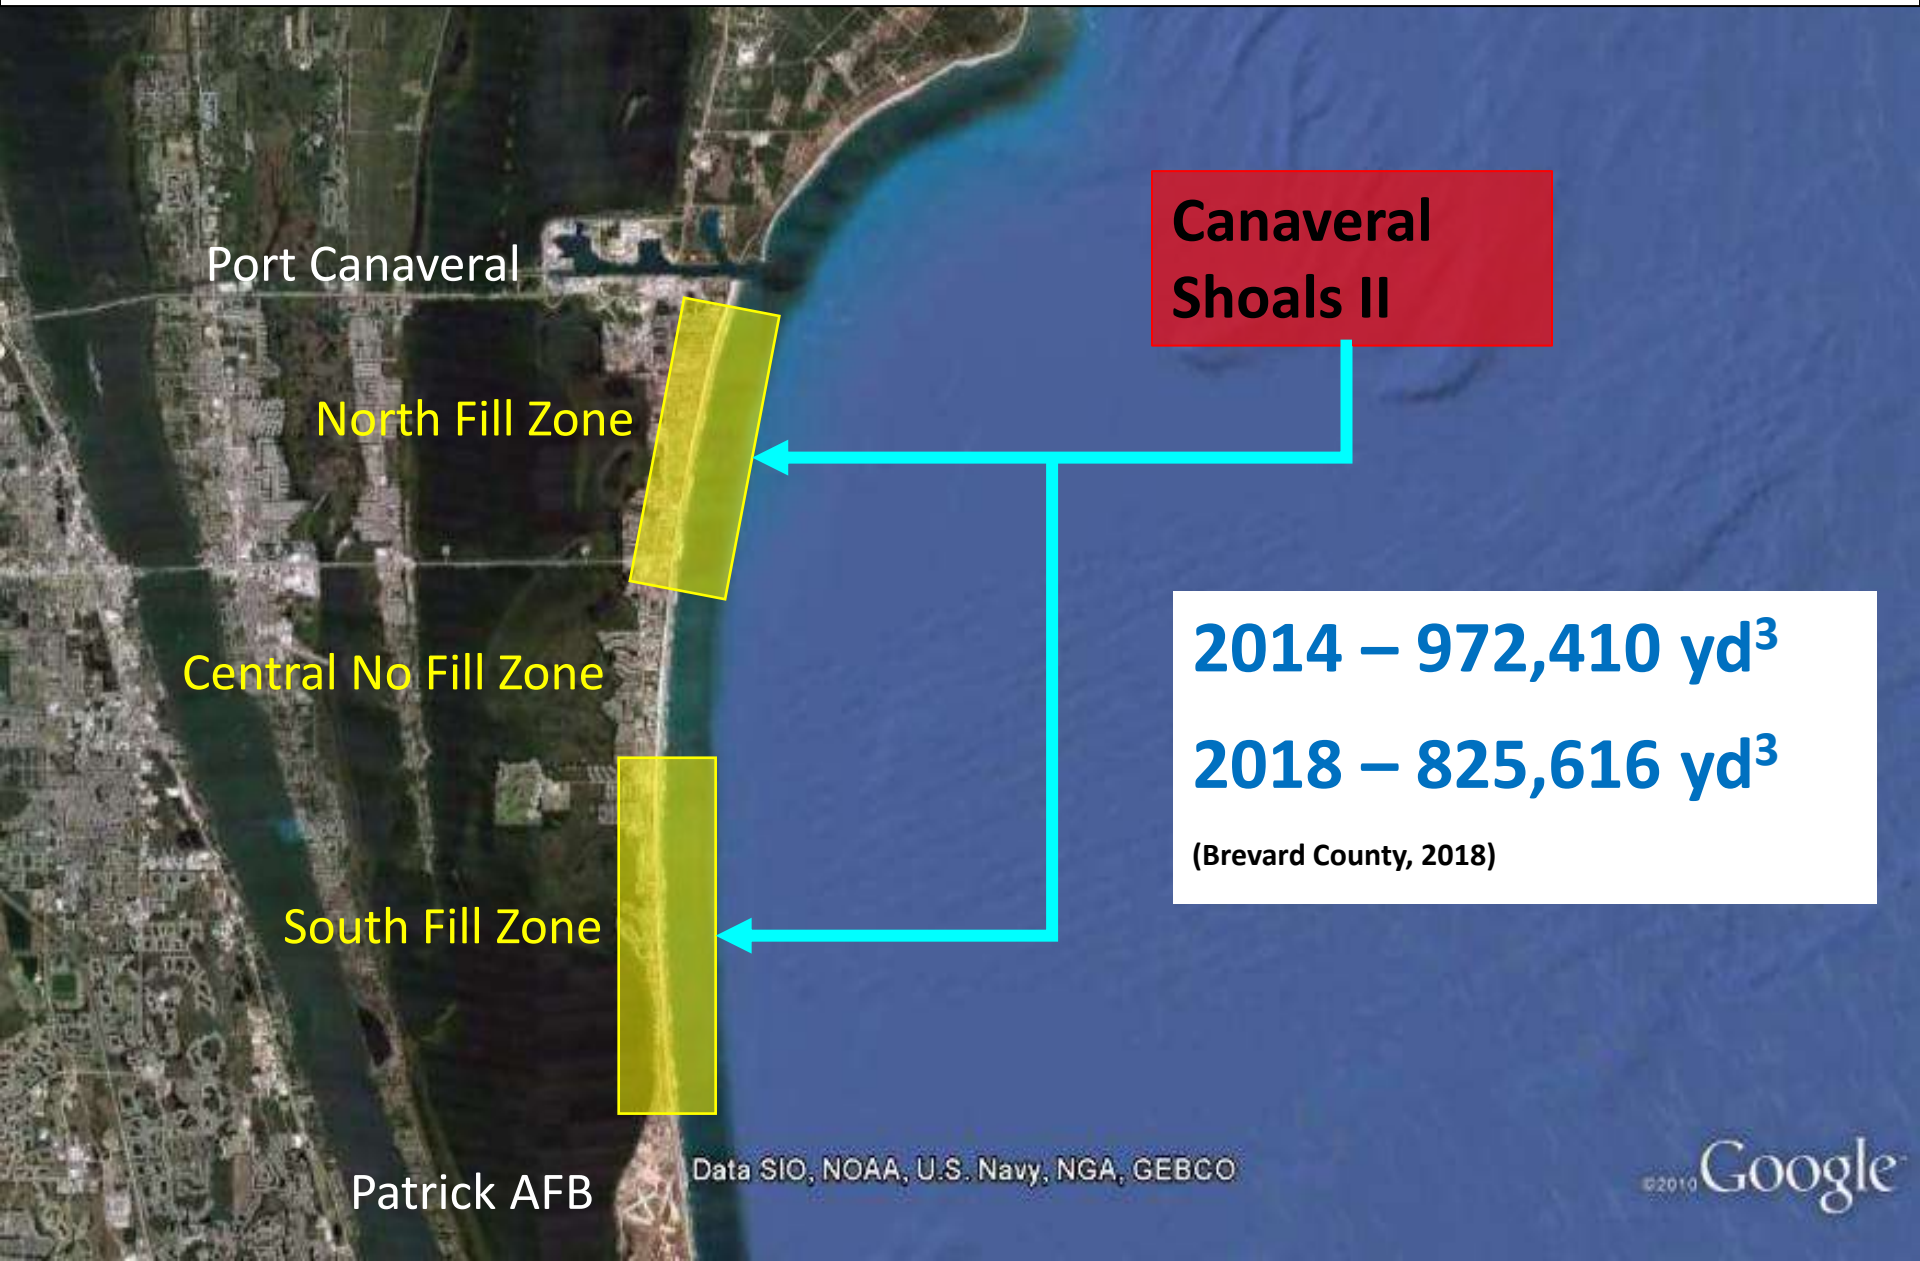 Canaveral
Shoals II
Port Canaveral
North Fill Zone
Central No Fill Zone
2014 – 972,410 yd³
2018 – 825,616 yd³
(Brevard County, 2018)
South Fill Zone
Patrick AFB
Data SIO, NOAA, U.S. Navy, NGA, GEBCO
©2010 Google